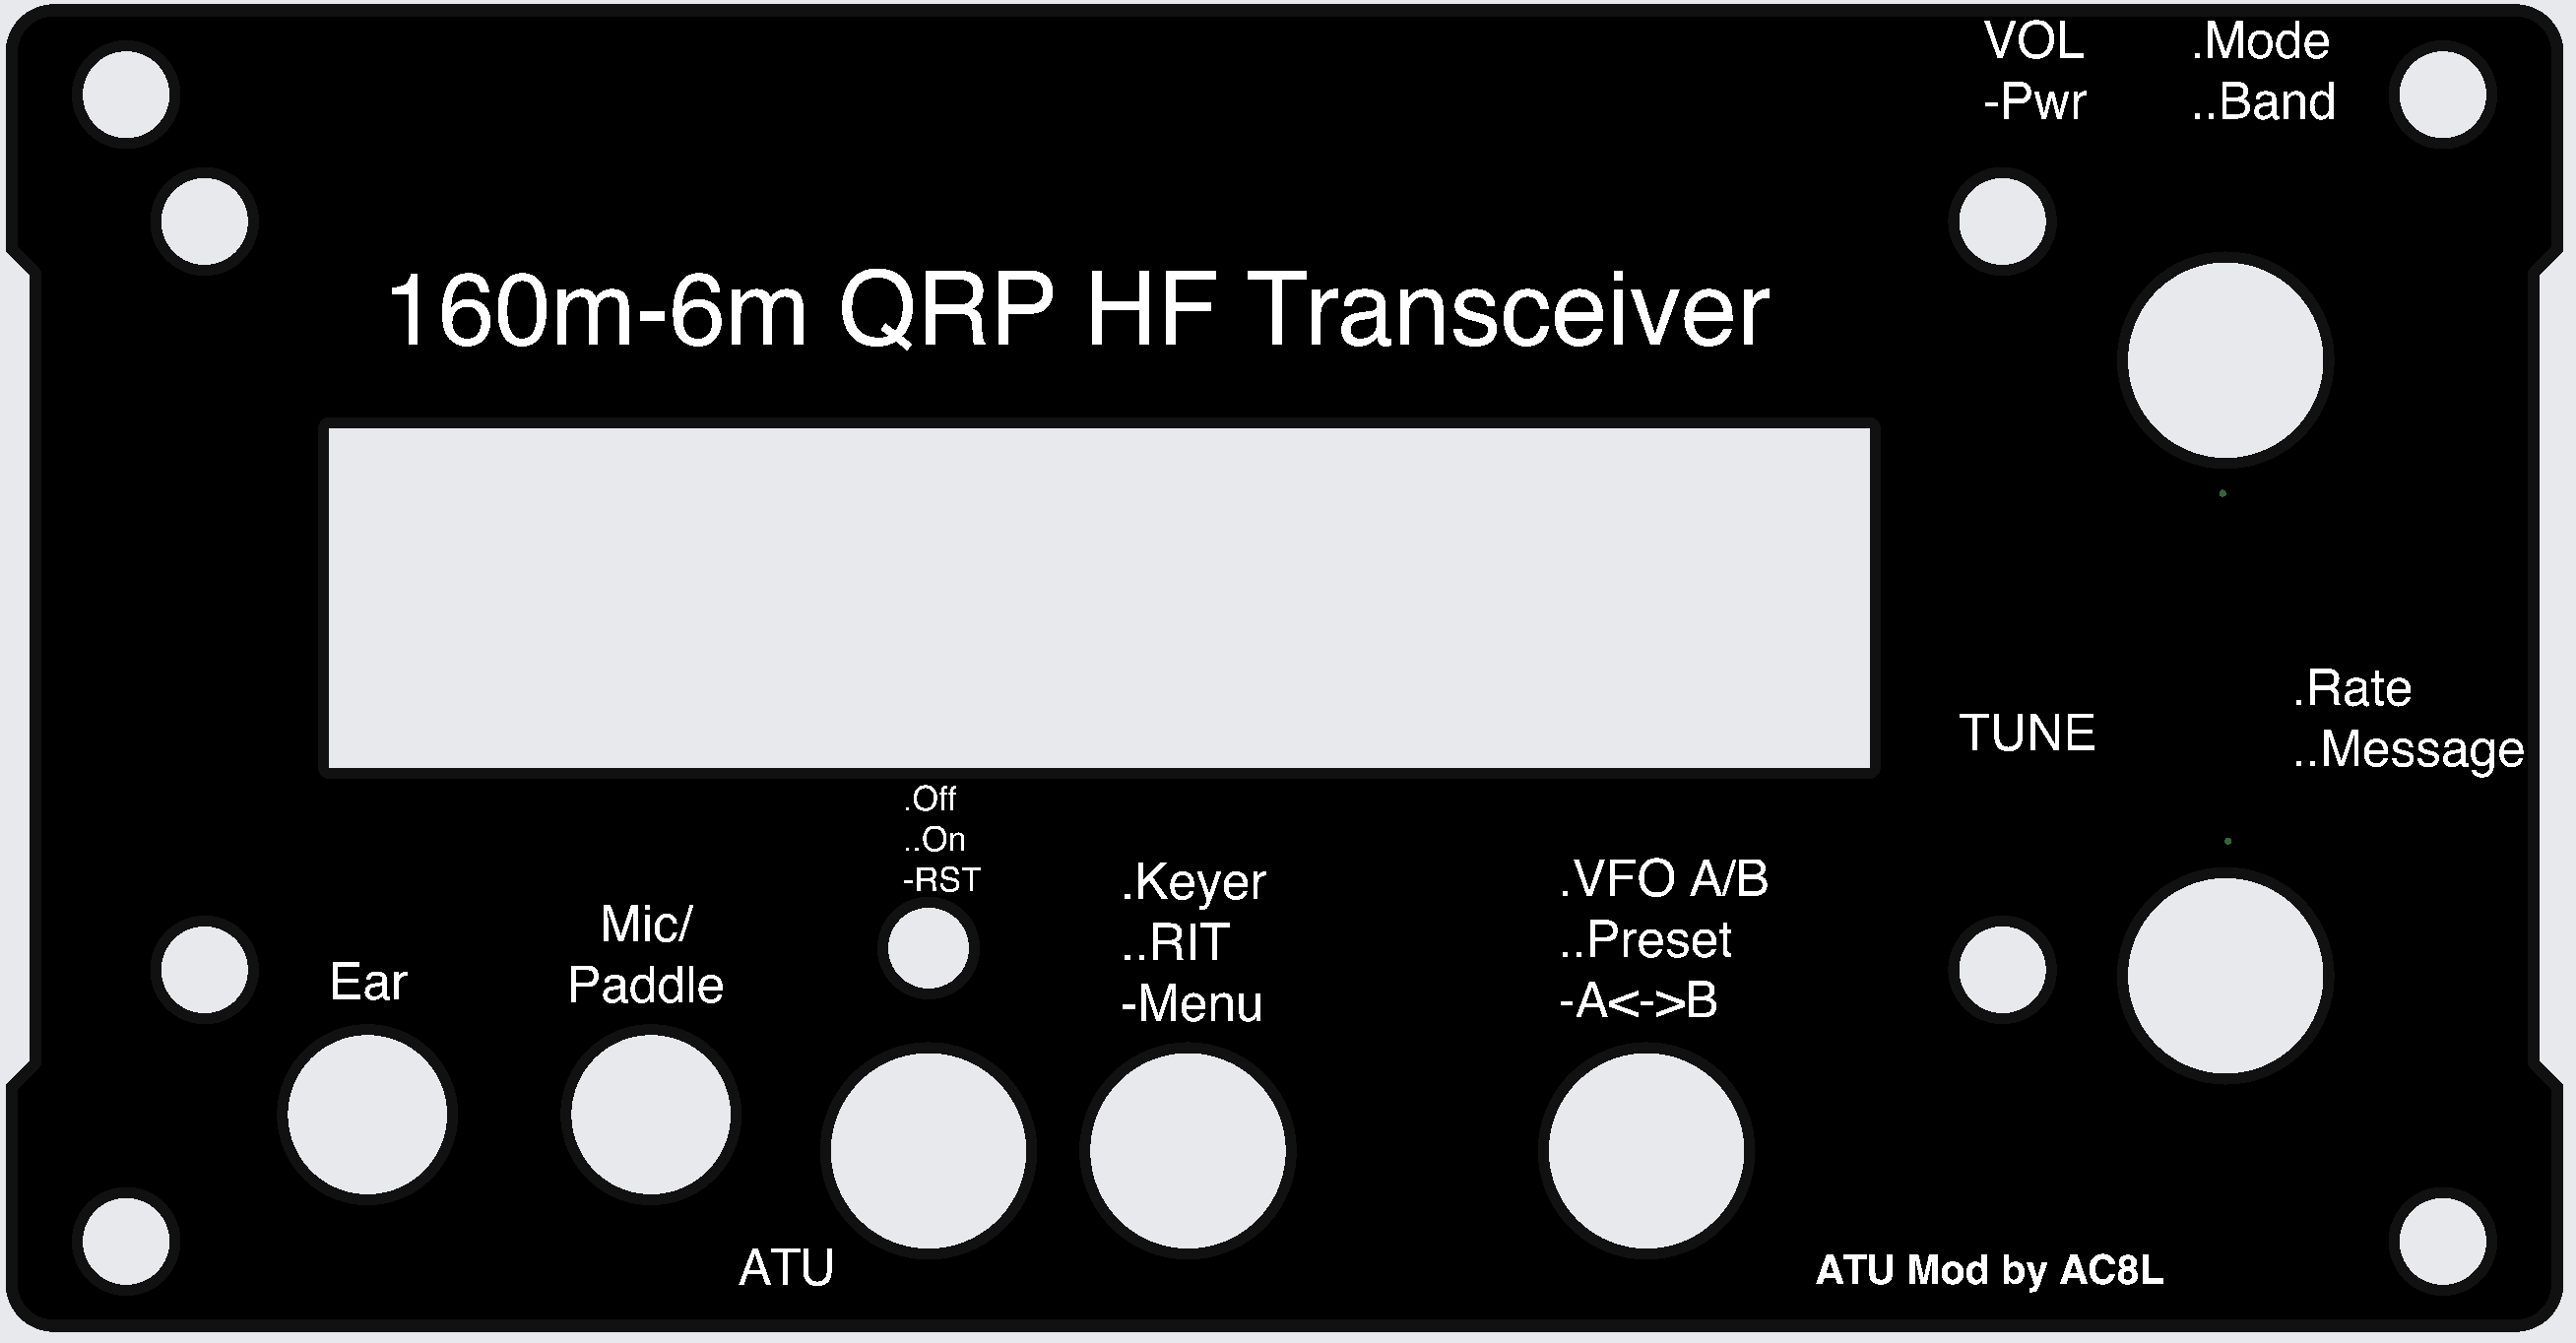 VOL
-Pwr
.Mode
..Band
160m-6m QRP HF Transceiver
TUNE
.Rate
..Message
.Off
..On
-RST
.Keyer
..RIT
-Menu
.VFO A/B
..Preset
-A<->B
Mic/
Paddle
Ear
ATU
ATU Mod by AC8L